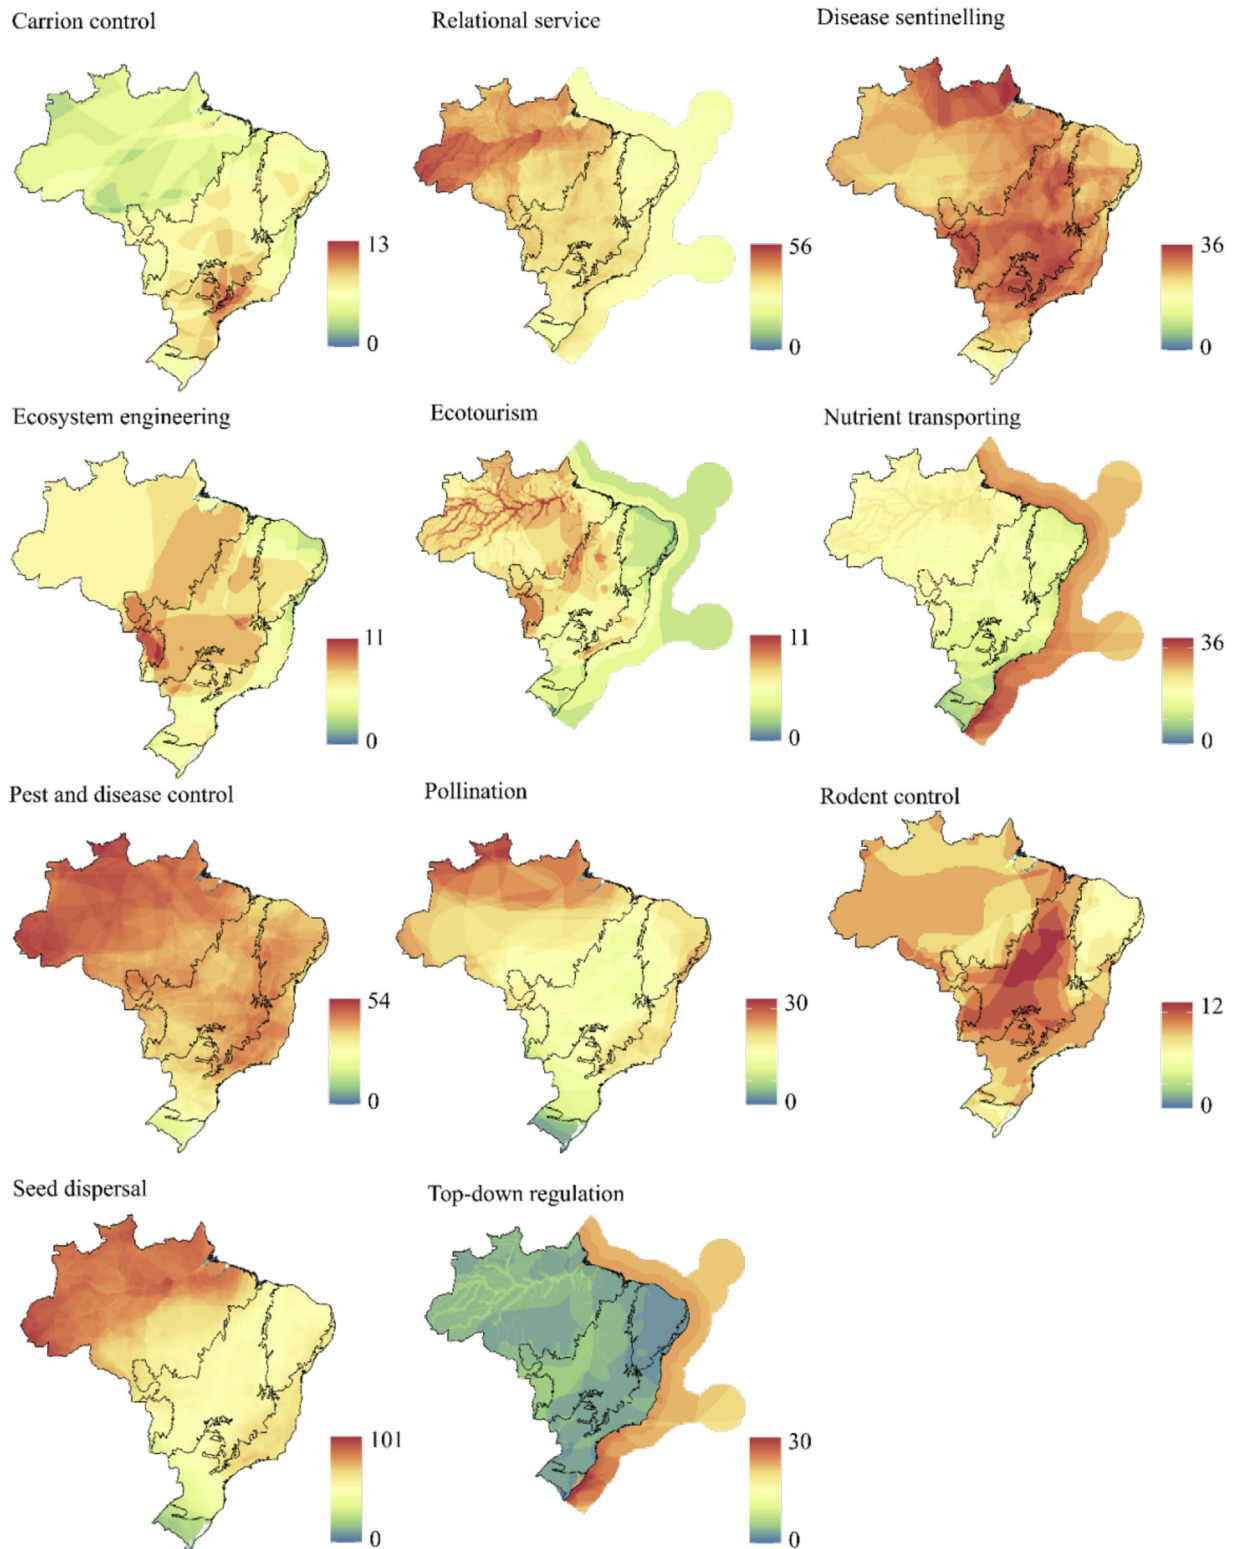 Carrion control
Relational service
Disease sentinelling
13
0
56
0
36
0
Ecosystem engineering
Ecotourism
Nutrient transporting
11
0
11
0
36
0
Pest and disease control
Pollination
Rodent control
54
0
30
0
12
0
Seed dispersal
Top-down regulation
101
0
30
0